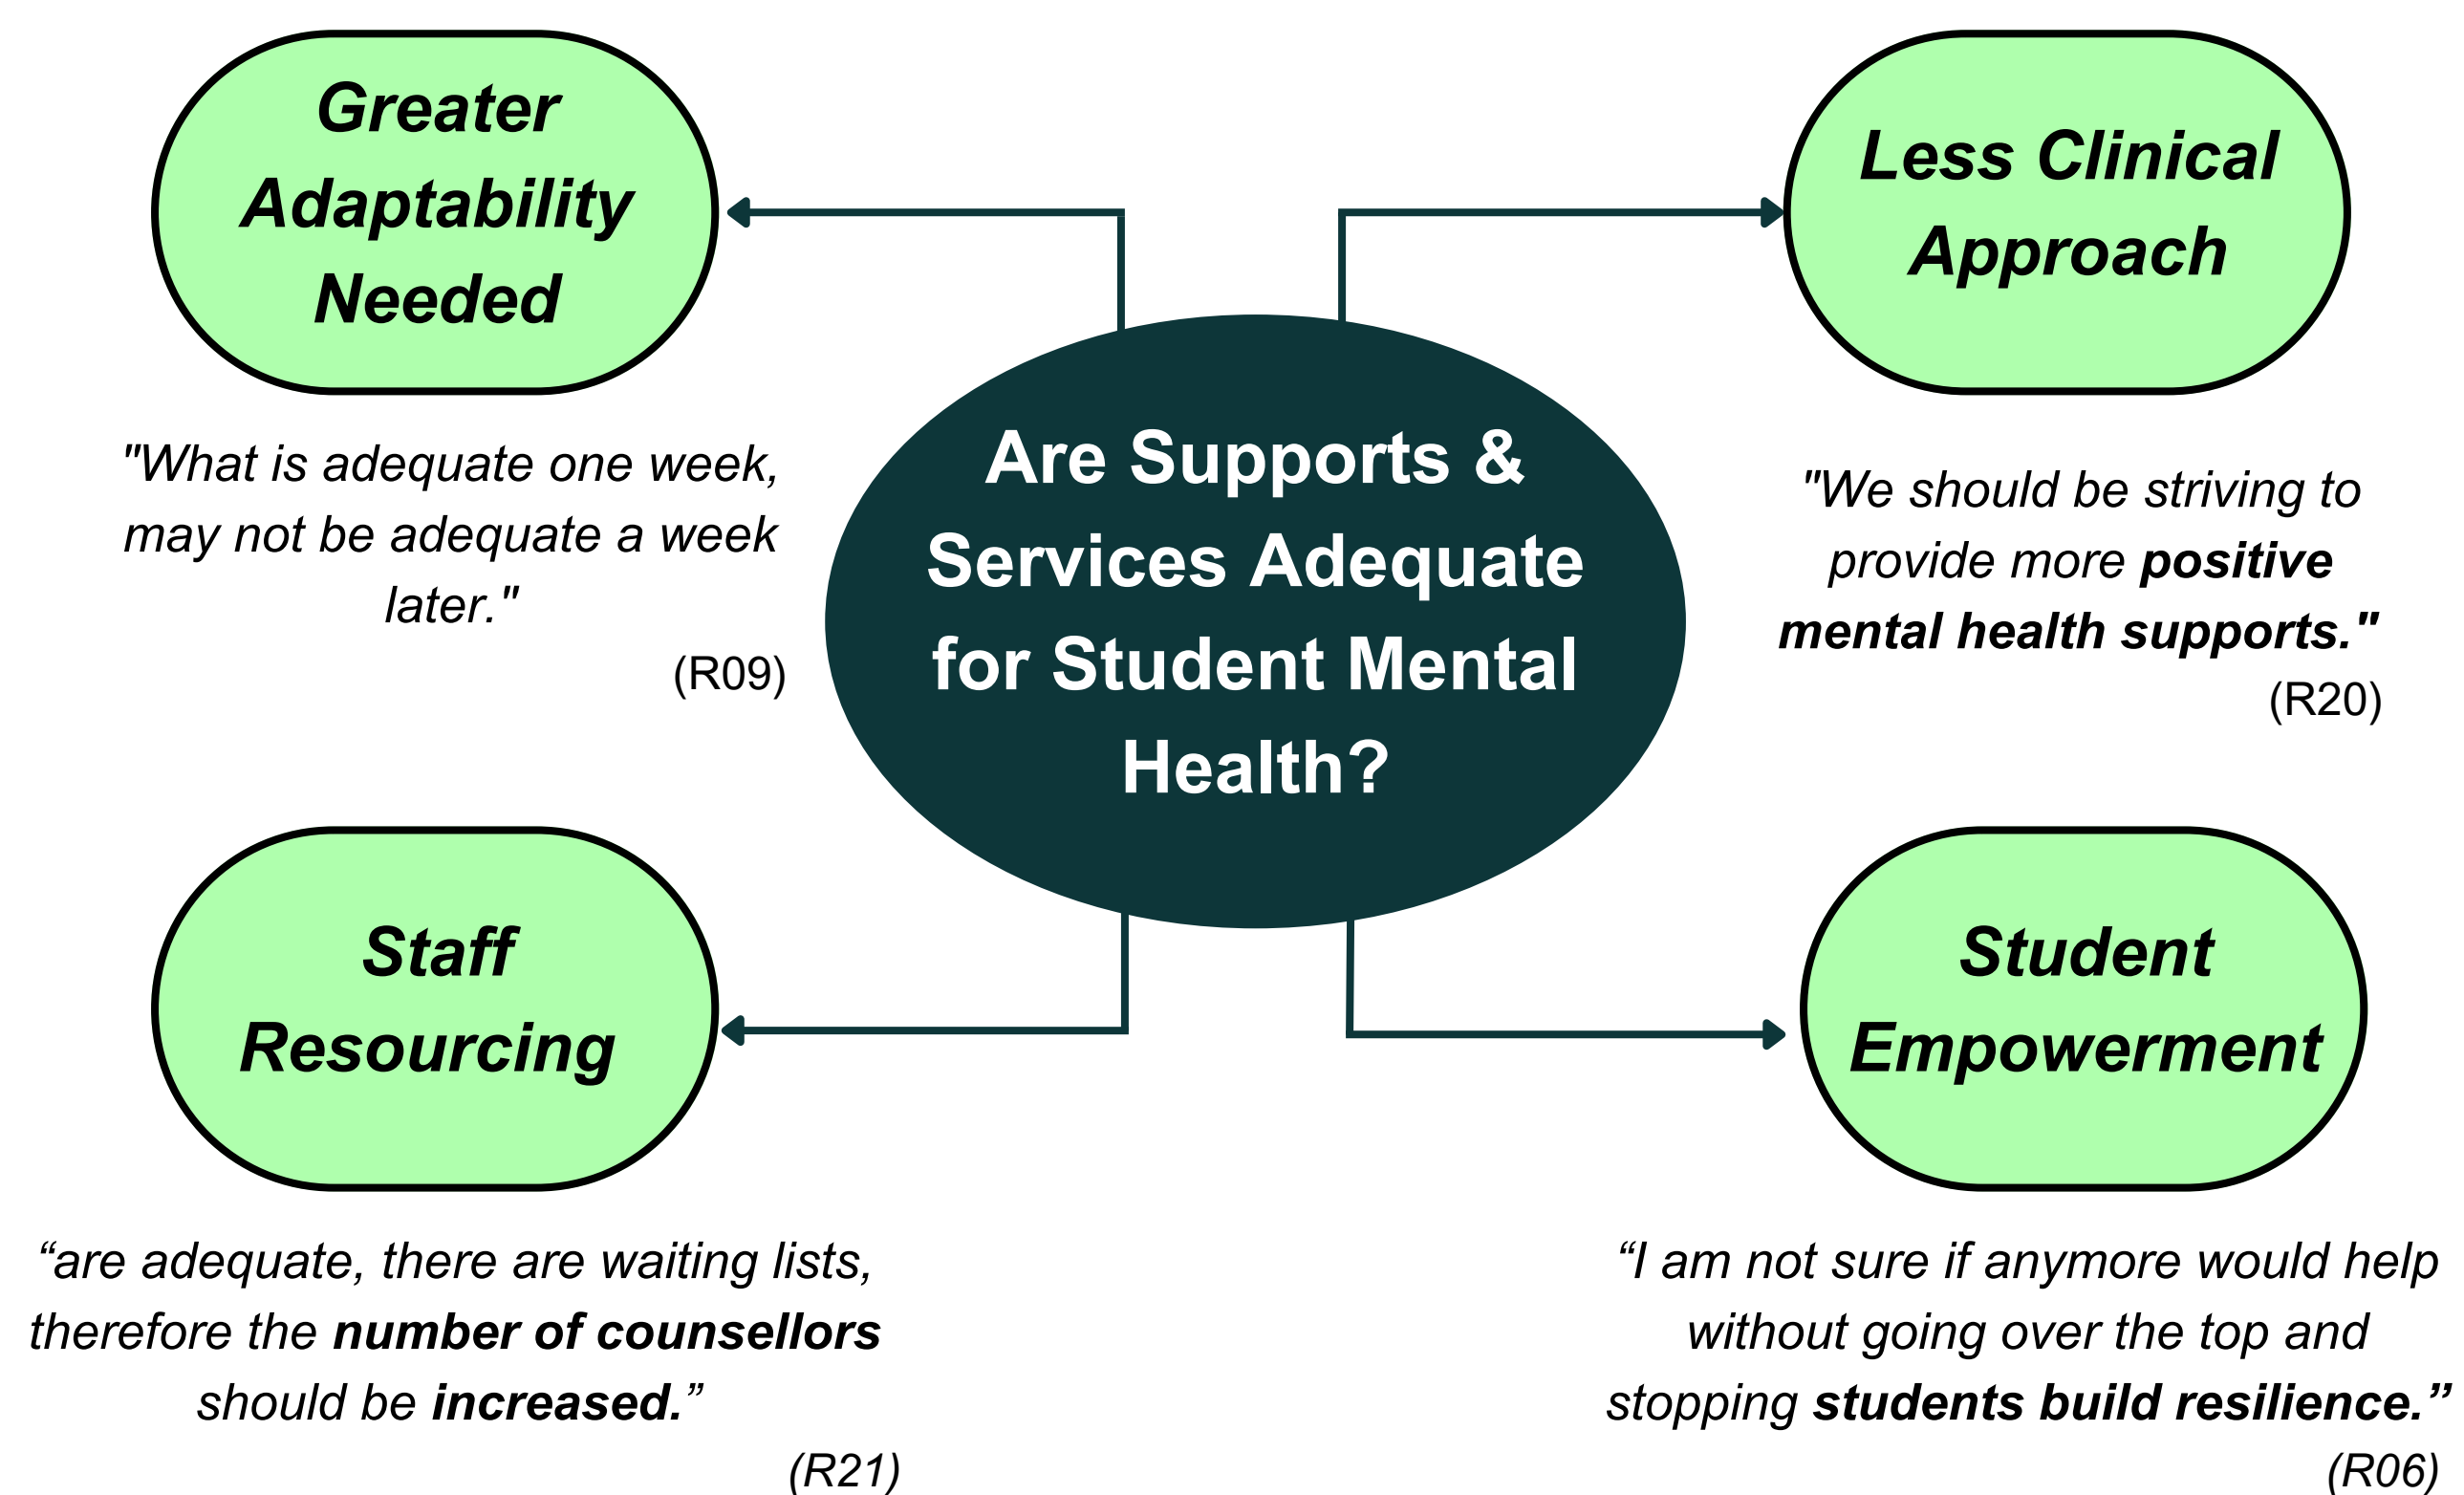 Greater
Adaptability
Needed
"What is adequate one week,
may not be adequate a week
later."
(R09)
Less Clinical
Approach
"We should be striving to
provide more positive
mental health supports."
(R20)
Are Supports &
Services Adequate
for Student Mental
Health?
Staff
Resourcing
“are adequate, there are waiting lists,
therefore the number of counsellors
should be increased.”
(R21)
Student
Empowerment
“I am not sure if anymore would help
without going over the top and
stopping students build resilience.”
(R06)